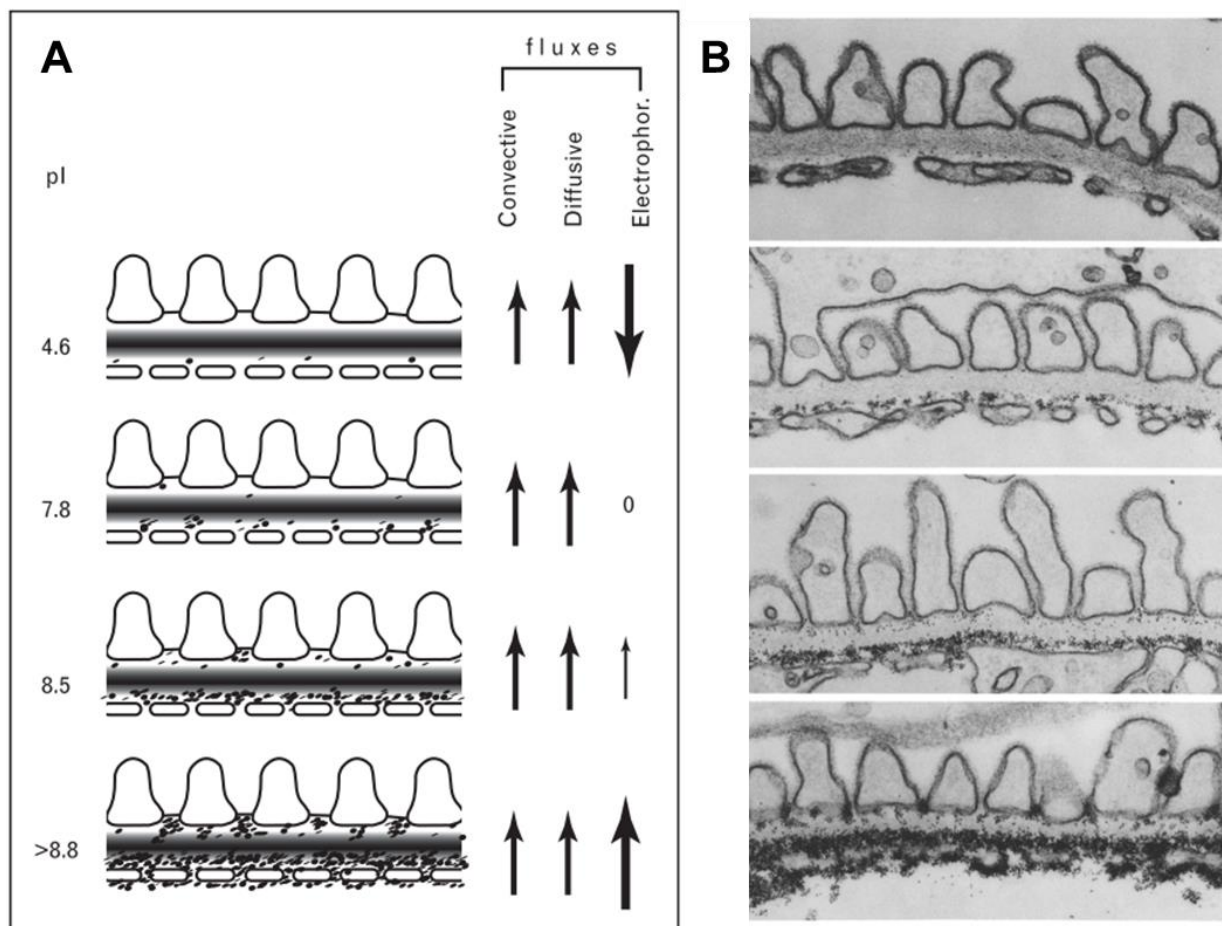 A
fluxes
B
pI
Convective
Diffusive
Electrophor.
4.6
7.8
0
8.5
>8.8